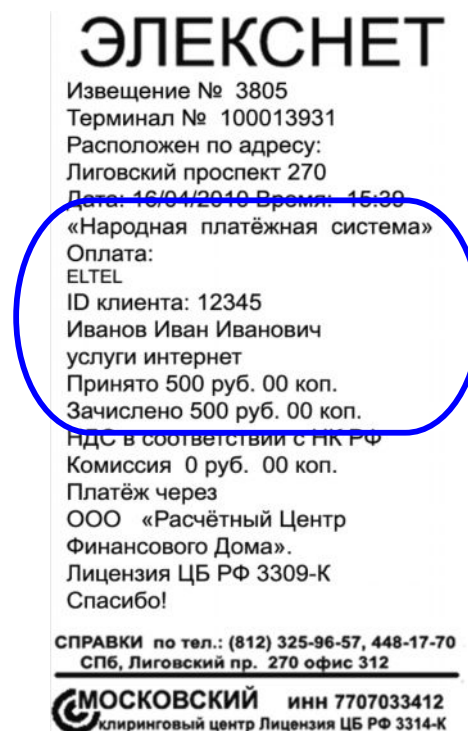 ЭЛЕКСНЕТ
Извещение № 3805
Терминал № 100013931
Расположен по адресу:
Лиговский проспект 270
Дата: 16/04/2010 Время: 15:39
«Народная платёжная система»
Оплата:
ELTEL
ID клиента: 12345
Иванов Иван Иванович
услуги интернет
Принято 500 руб. 00 коп.
Зачислено 500 руб. 00 коп.
НДС в соответствии с НК РФ
Комиссия 0 руб. 00 коп.
Платёж через
ООО «Расчётный Центр
Финансового Дома».
Лицензия ЦБ РФ 3309-К
Спасибо!
СПРАВКИ по тел.: (812) 325-96-57, 448-17-70
СПб, Лиговский пр. 270 офис 312
МОСКОВСКИЙ инн 7707033412
клиринговый центр Лицензия ЦБ РФ 3314-К